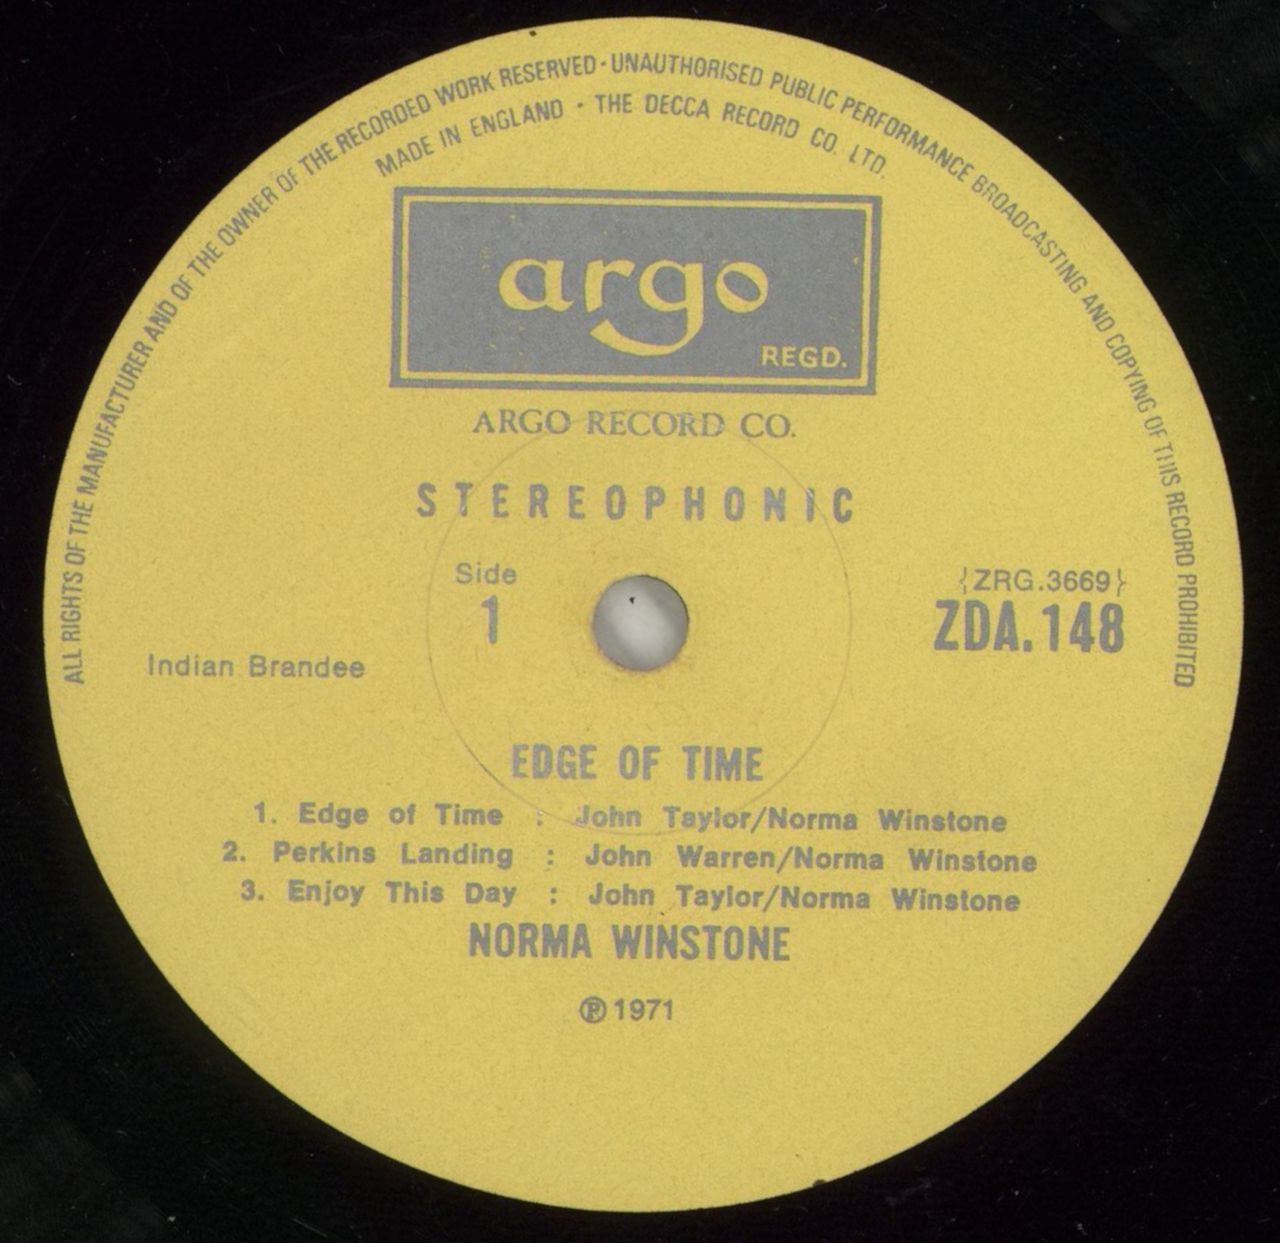 ALL RIGHTS OF THE MANUFACTURER AND OF THE OWNER OF THE RECORDED WORK RESERVED · UNAUTHORISED PUBLIC PERFORMANCE BROADCASTING AND COPYING OF THIS RECORD PROHIBITED
MADE IN ENGLAND · THE DECCA RECORD CO. LTD.
argo
REGD.
ARGO RECORD CO.
STEREOPHONIC
Side
1
{ZRG.3669}
ZDA.148
Indian Brandee
EDGE OF TIME
1. Edge of Time : John Taylor/Norma Winstone
2. Perkins Landing : John Warren/Norma Winstone
3. Enjoy This Day : John Taylor/Norma Winstone
NORMA WINSTONE
℗ 1971